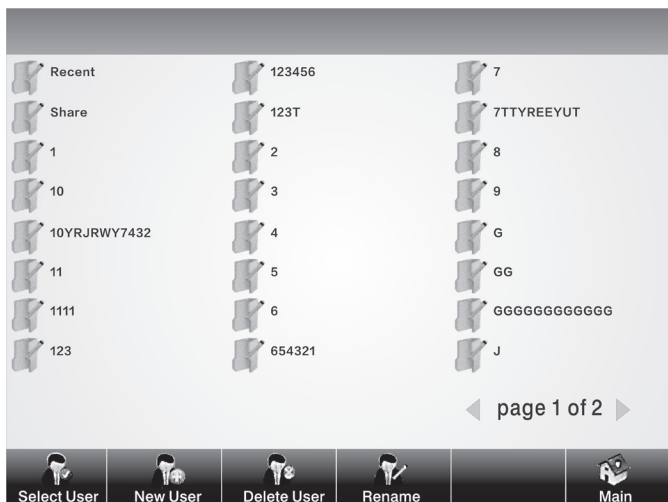 Recent
Share
1
10
10YRJRWY7432
11
1111
123
123456
123T
2
3
4
5
6
654321
7
7TTYREEYUT
8
9
G
GG
GGGGGGGGGGGG
J
page 1 of 2
Select User
New User
Delete User
Rename
Main